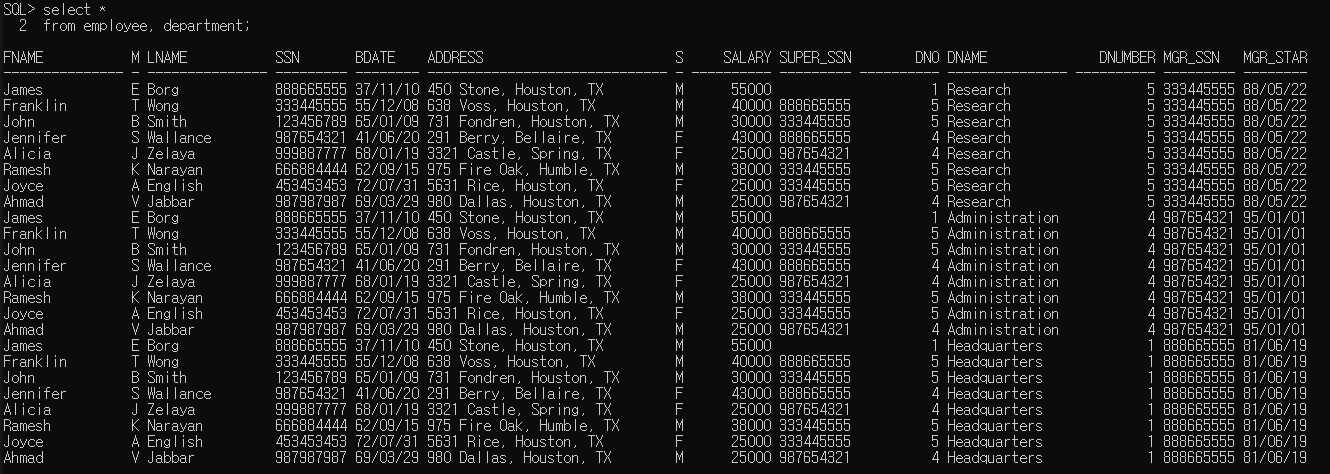 SQL> select *
  2  from employee, department;
FNAME           M LNAME           SSN       BDATE    ADDRESS                        S     SALARY SUPER_SSN        DNO DNAME              DNUMBER MGR_SSN   MGR_STAR
--------------- - --------------- --------- -------- ------------------------------ - ---------- --------- ---------- --------------- ---------- --------- --------
James           E Borg            888665555 37/11/10 450 Stone, Houston, TX         M      55000                    1 Research                 5 333445555 88/05/22
Franklin        T Wong            333445555 55/12/08 638 Voss, Houston, TX          M      40000 888665555          5 Research                 5 333445555 88/05/22
John            B Smith           123456789 65/01/09 731 Fondren, Houston, TX       M      30000 333445555          5 Research                 5 333445555 88/05/22
Jennifer        S Wallance        987654321 41/06/20 291 Berry, Bellaire, TX        F      43000 888665555          4 Research                 5 333445555 88/05/22
Alicia          J Zelaya          999887777 68/01/19 3321 Castle, Spring, TX        F      25000 987654321          4 Research                 5 333445555 88/05/22
Ramesh          K Narayan         666884444 62/09/15 975 Fire Oak, Humble, TX       M      38000 333445555          5 Research                 5 333445555 88/05/22
Joyce           A English         453453453 72/07/31 5631 Rice, Houston, TX         F      25000 333445555          5 Research                 5 333445555 88/05/22
Ahmad           V Jabbar          987987987 69/03/29 980 Dallas, Houston, TX        M      25000 987654321          4 Research                 5 333445555 88/05/22
James           E Borg            888665555 37/11/10 450 Stone, Houston, TX         M      55000                    1 Administration           4 987654321 95/01/01
Franklin        T Wong            333445555 55/12/08 638 Voss, Houston, TX          M      40000 888665555          5 Administration           4 987654321 95/01/01
John            B Smith           123456789 65/01/09 731 Fondren, Houston, TX       M      30000 333445555          5 Administration           4 987654321 95/01/01
Jennifer        S Wallance        987654321 41/06/20 291 Berry, Bellaire, TX        F      43000 888665555          4 Administration           4 987654321 95/01/01
Alicia          J Zelaya          999887777 68/01/19 3321 Castle, Spring, TX        F      25000 987654321          4 Administration           4 987654321 95/01/01
Ramesh          K Narayan         666884444 62/09/15 975 Fire Oak, Humble, TX       M      38000 333445555          5 Administration           4 987654321 95/01/01
Joyce           A English         453453453 72/07/31 5631 Rice, Houston, TX         F      25000 333445555          5 Administration           4 987654321 95/01/01
Ahmad           V Jabbar          987987987 69/03/29 980 Dallas, Houston, TX        M      25000 987654321          4 Administration           4 987654321 95/01/01
James           E Borg            888665555 37/11/10 450 Stone, Houston, TX         M      55000                    1 Headquarters             1 888665555 81/06/19
Franklin        T Wong            333445555 55/12/08 638 Voss, Houston, TX          M      40000 888665555          5 Headquarters             1 888665555 81/06/19
John            B Smith           123456789 65/01/09 731 Fondren, Houston, TX       M      30000 333445555          5 Headquarters             1 888665555 81/06/19
Jennifer        S Wallance        987654321 41/06/20 291 Berry, Bellaire, TX        F      43000 888665555          4 Headquarters             1 888665555 81/06/19
Alicia          J Zelaya          999887777 68/01/19 3321 Castle, Spring, TX        F      25000 987654321          4 Headquarters             1 888665555 81/06/19
Ramesh          K Narayan         666884444 62/09/15 975 Fire Oak, Humble, TX       M      38000 333445555          5 Headquarters             1 888665555 81/06/19
Joyce           A English         453453453 72/07/31 5631 Rice, Houston, TX         F      25000 333445555          5 Headquarters             1 888665555 81/06/19
Ahmad           V Jabbar          987987987 69/03/29 980 Dallas, Houston, TX        M      25000 987654321          4 Headquarters             1 888665555 81/06/19